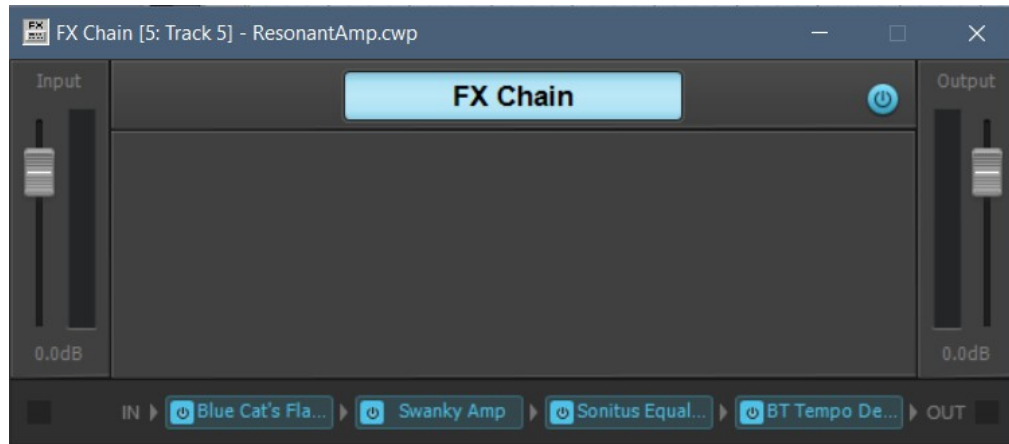 FX Chain [5: Track 5] - ResonantAmp.cwp
Input
FX Chain
Output
0.0dB
0.0dB
IN Blue Cat's Fla... Swanky Amp Sonitus Equal... BT Tempo De... OUT